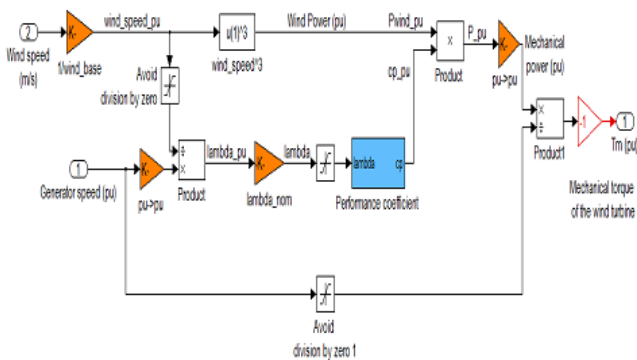 wind_speed_pu
u(1)^3
Wind Power (pu)
Pwind_pu
P_pu
2
Wind speed
(m/s)
1/wind_base
wind_speed^3
cp_pu
x
Product
pu->pu
Mechanical
power (pu)
Avoid
division by zero
÷
x
Product
lambda_pu
lambda
lambda_nom
lambda
cp
Performance coefficient
x
÷
Product1
-1
1
Tm (pu)
Mechanical torque
of the wind turbine
1
Generator speed (pu)
pu->pu
Avoid
division by zero 1